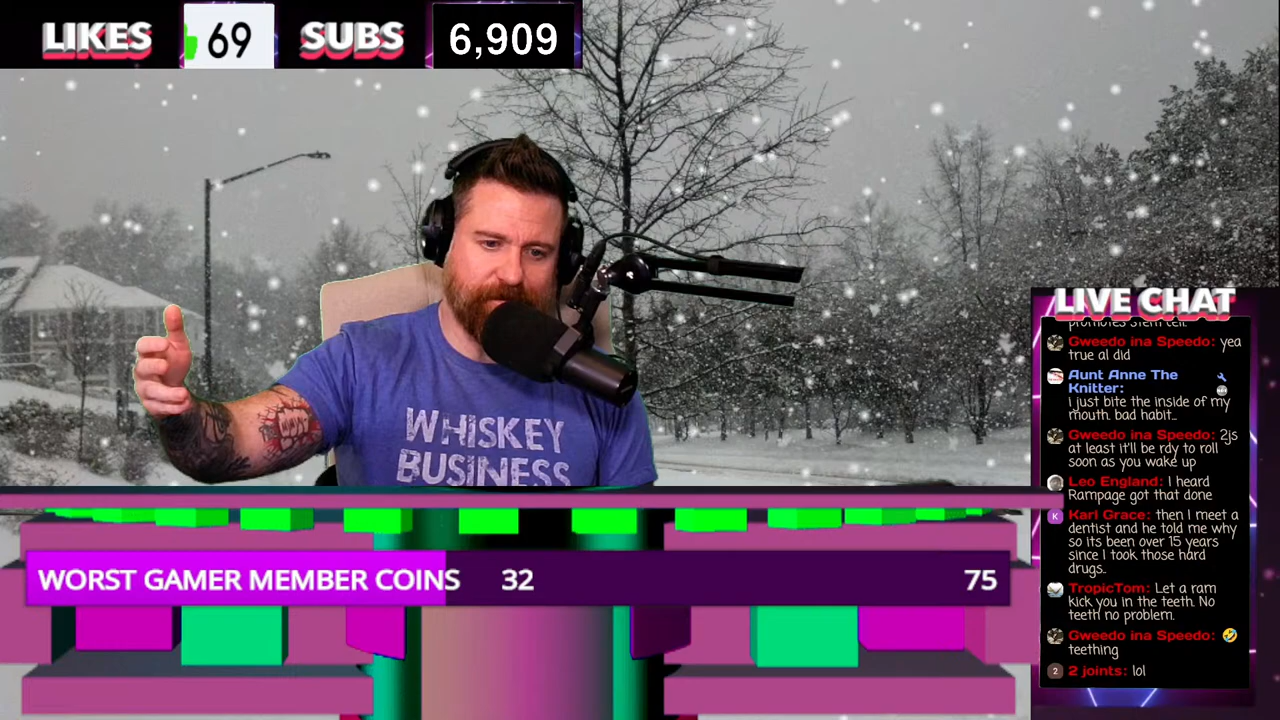 LIKES 69 SUBS 6,909
WHISKEY
BUSINESS
WORST GAMER MEMBER COINS 32 75
LIVE CHAT
promotes stem cell.
Gweedo ina Speedo: yea
true al did
Aunt Anne The
Knitter:
i just bite the inside of my
mouth. bad habit..
Gweedo ina Speedo: 2js
at least it'll be rdy to roll
soon as you wake up
Leo England: I heard
Rampage got that done
K Karl Grace: then I meet a
dentist and he told me why
so its been over 15 years
since I took those hard
drugs..
TropicTom: Let a ram
kick you in the teeth. No
teeth no problem.
Gweedo ina Speedo: 🤣
teething
2 2 joints: lol